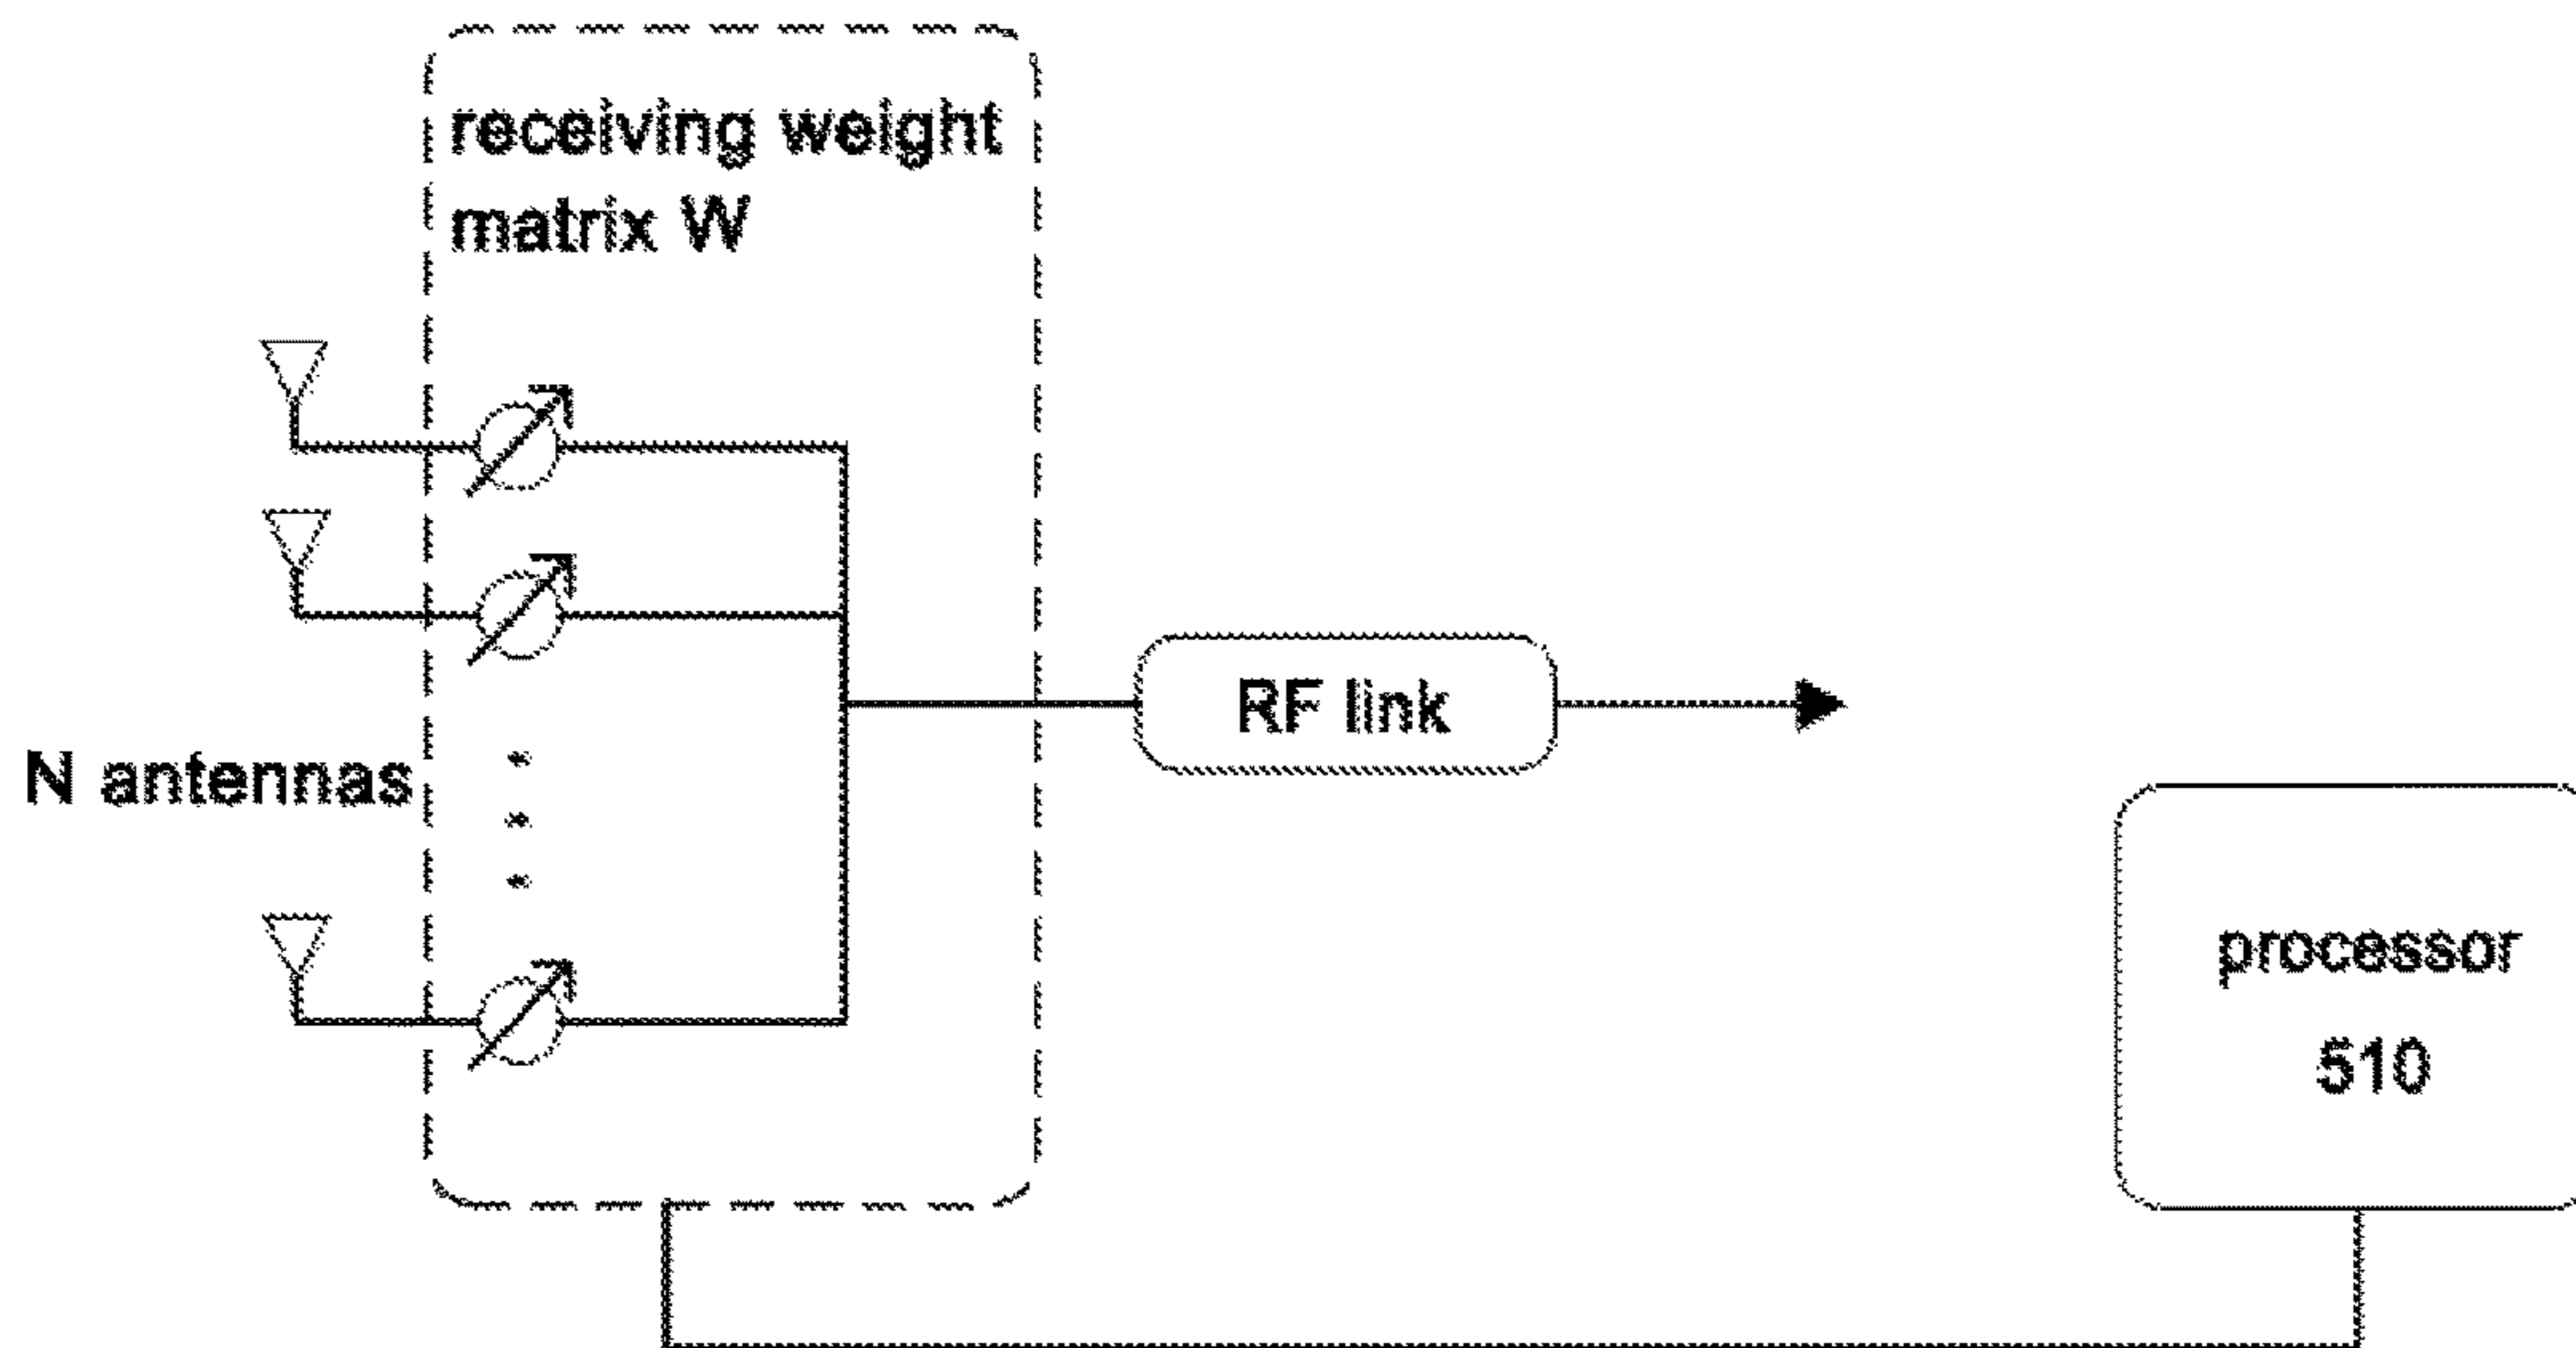 receiving weight
matrix W
N antennas
RF link
processor
510